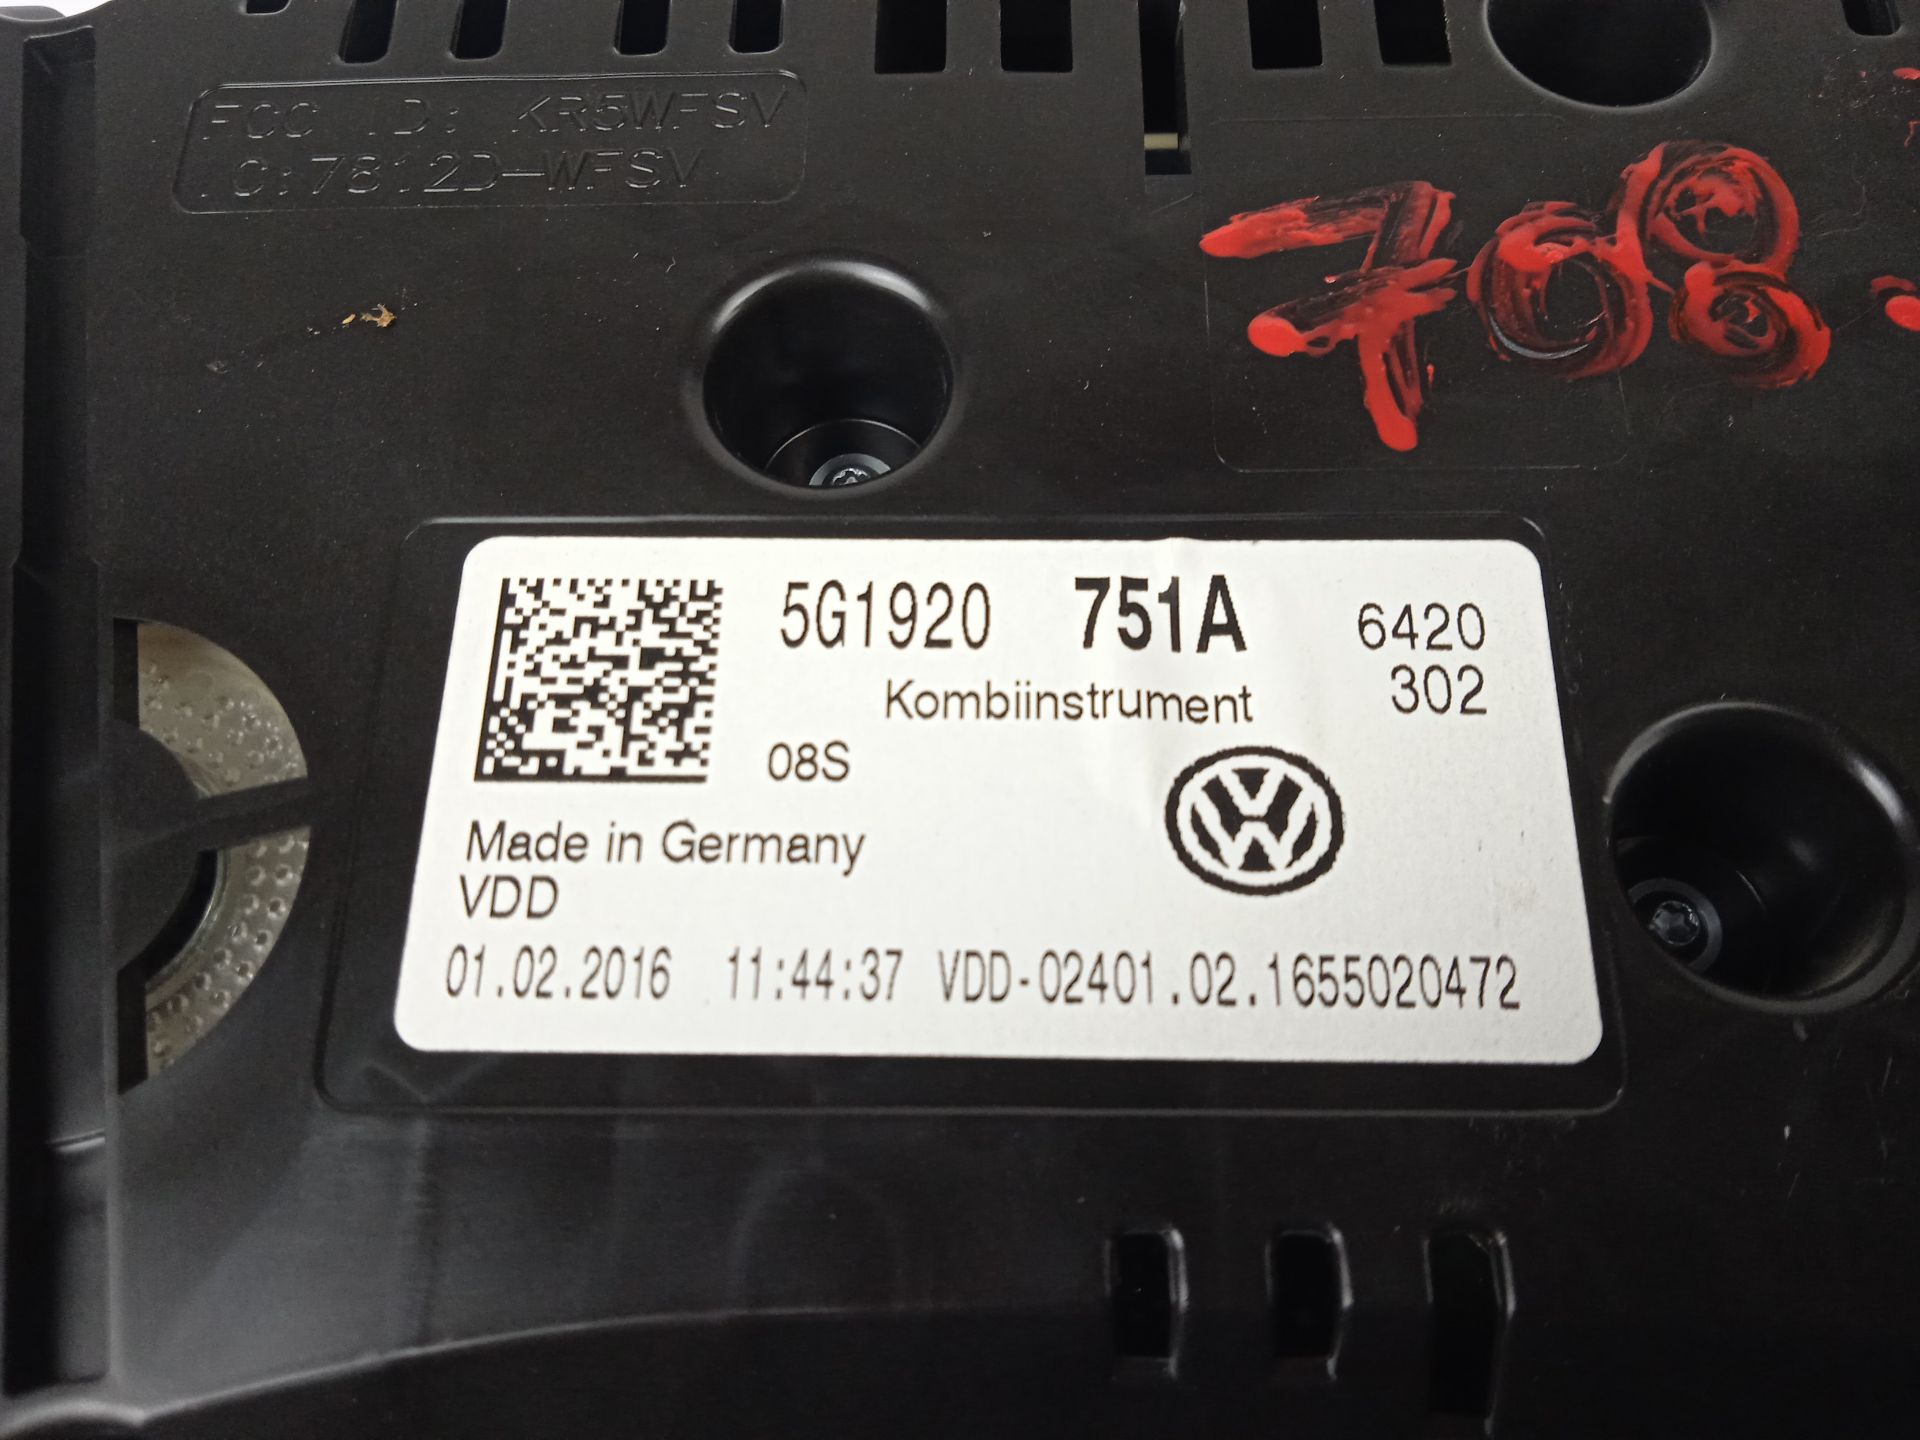 FCC ID: KR5WFSV
IC:7812D-WFSV
708
5G1920 751A 6420
Kombiinstrument 302
08S
Made in Germany
VDD
01.02.2016 11:44:37 VDD-02401.02.1655020472